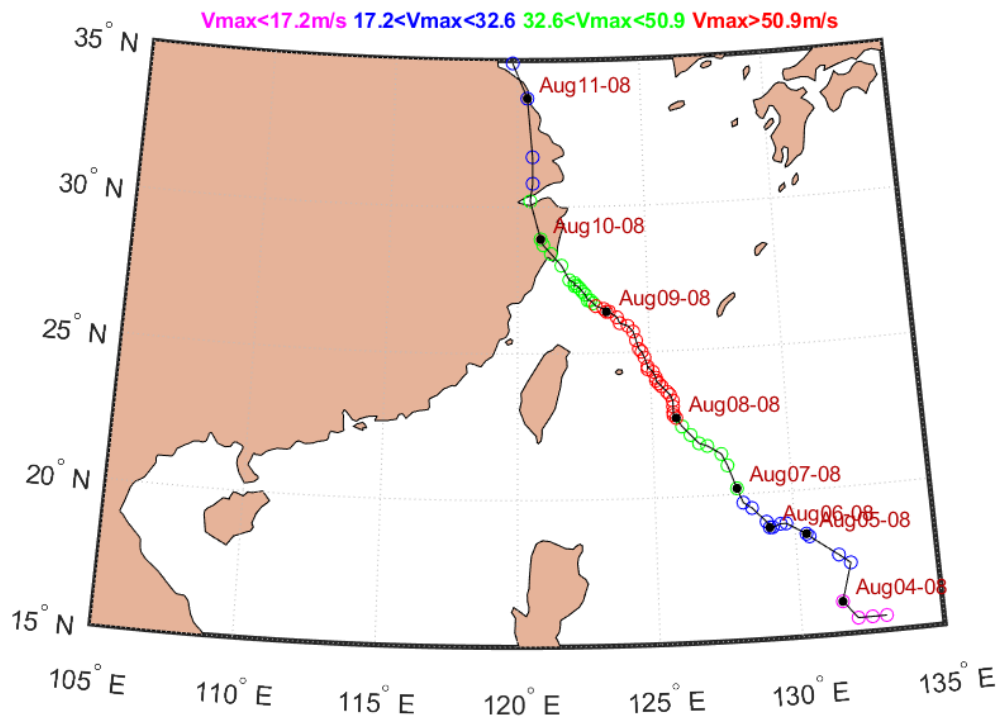 Vmax<17.2m/s 17.2<Vmax<32.6 32.6<Vmax<50.9 Vmax>50.9m/s
35° N
Aug11-08
30° N
Aug10-08
Aug09-08
25° N
Aug08-08
20° N
Aug07-08
Aug06-08
Aug05-08
Aug04-08
15° N
105° E
110° E
115° E
120° E
125° E
130° E
135° E